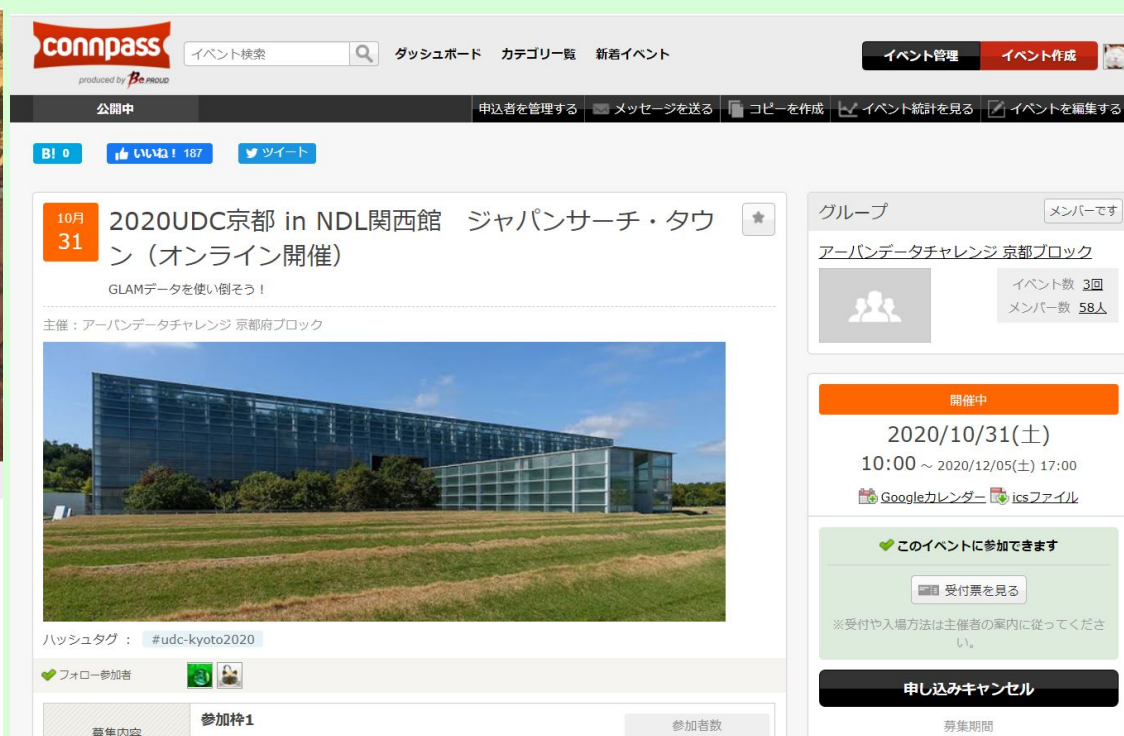 connpass
produced by BePROUD
イベント検索
ダッシュボード カテゴリ一覧 新着イベント
イベント管理 イベント作成
公開中
申込者を管理する メッセージを送る コピーを作成 イベント統計を見る イベントを編集する
B! 0 いいね! 187 ツイート
10月
31
2020UDC京都 in NDL関西館　ジャパンサーチ・タウ
ン（オンライン開催）
GLAMデータを使い倒そう！
主催：アーバンデータチャレンジ 京都府ブロック
ハッシュタグ ： #udc-kyoto2020
フォロー参加者
募集内容
参加枠1
参加者数
グループ メンバーです
アーバンデータチャレンジ 京都ブロック
イベント数 3回
メンバー数 58人
開催中
2020/10/31(土)
10:00 ～ 2020/12/05(土) 17:00
Googleカレンダー icsファイル
このイベントに参加できます
受付票を見る
※受付や入場方法は主催者の案内に従ってくださ
い。
申し込みキャンセル
募集期間